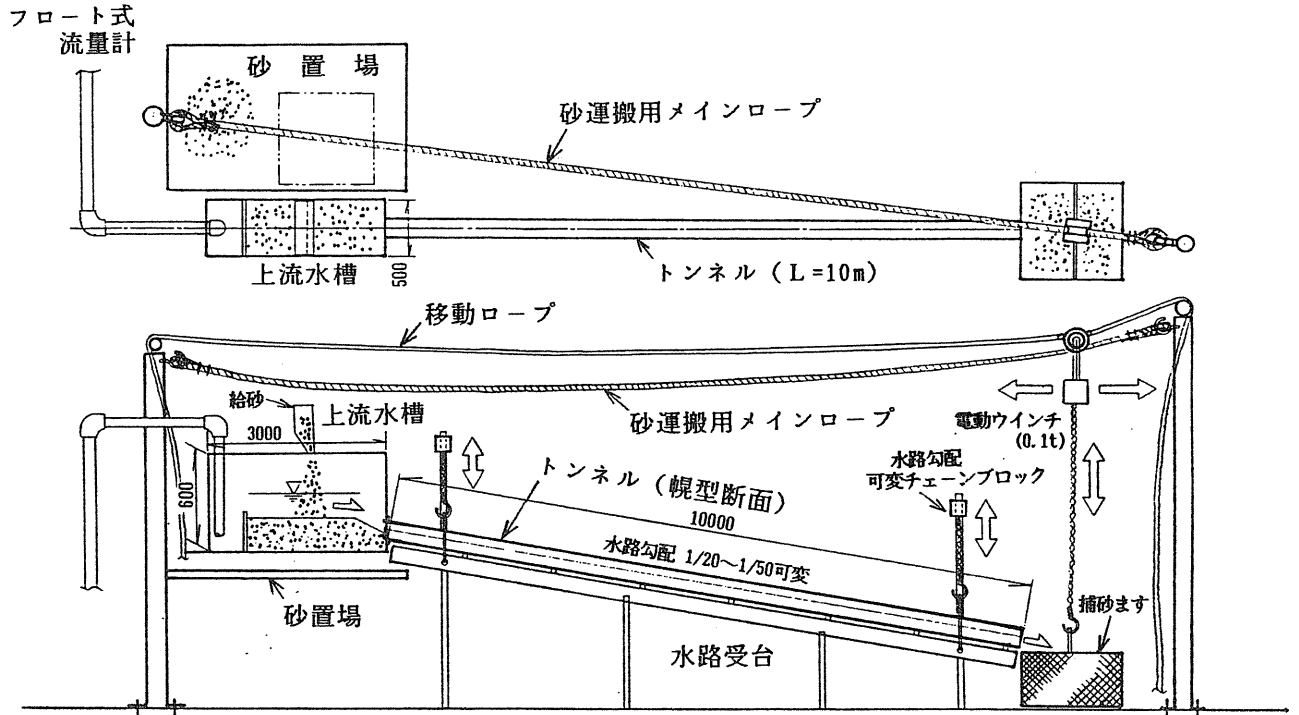 フロート式
流量計
砂置場
砂運搬用メインロープ
上流水槽
500
トンネル(L=10m)
移動ロープ
給砂
上流水槽
3000
600
砂運搬用メインロープ
電動ウインチ
(0.1t)
水路勾配
可変チェーンブロック
トンネル(幌型断面)
10000
水路勾配 1/20~1/50可変
砂置場
水路受台
捕砂ます